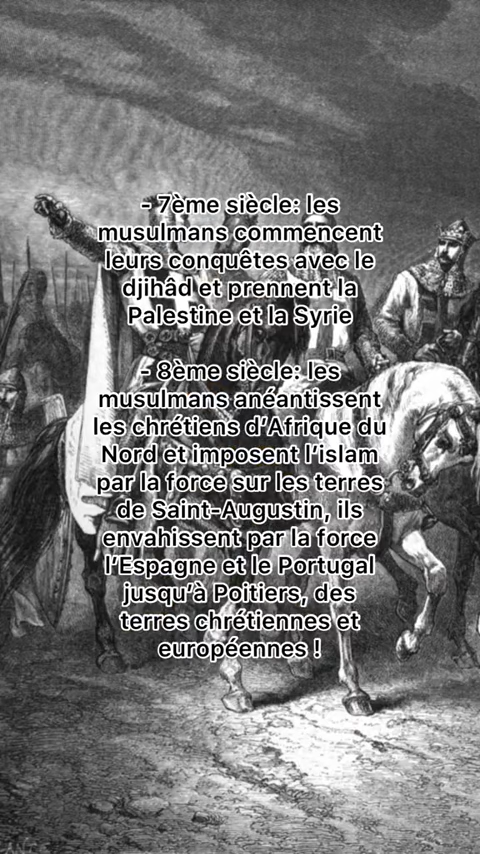 - 7ème siècle: les
musulmans commencent
leurs conquêtes avec le
djihâd et prennent la
Palestine et la Syrie
- 8ème siècle: les
musulmans anéantissent
les chrétiens d'Afrique du
Nord et imposent l'islam
par la force sur les terres
de Saint-Augustin, ils
envahissent par la force
l'Espagne et le Portugal
jusqu'à Poitiers, des
terres chrétiennes et
européennes !